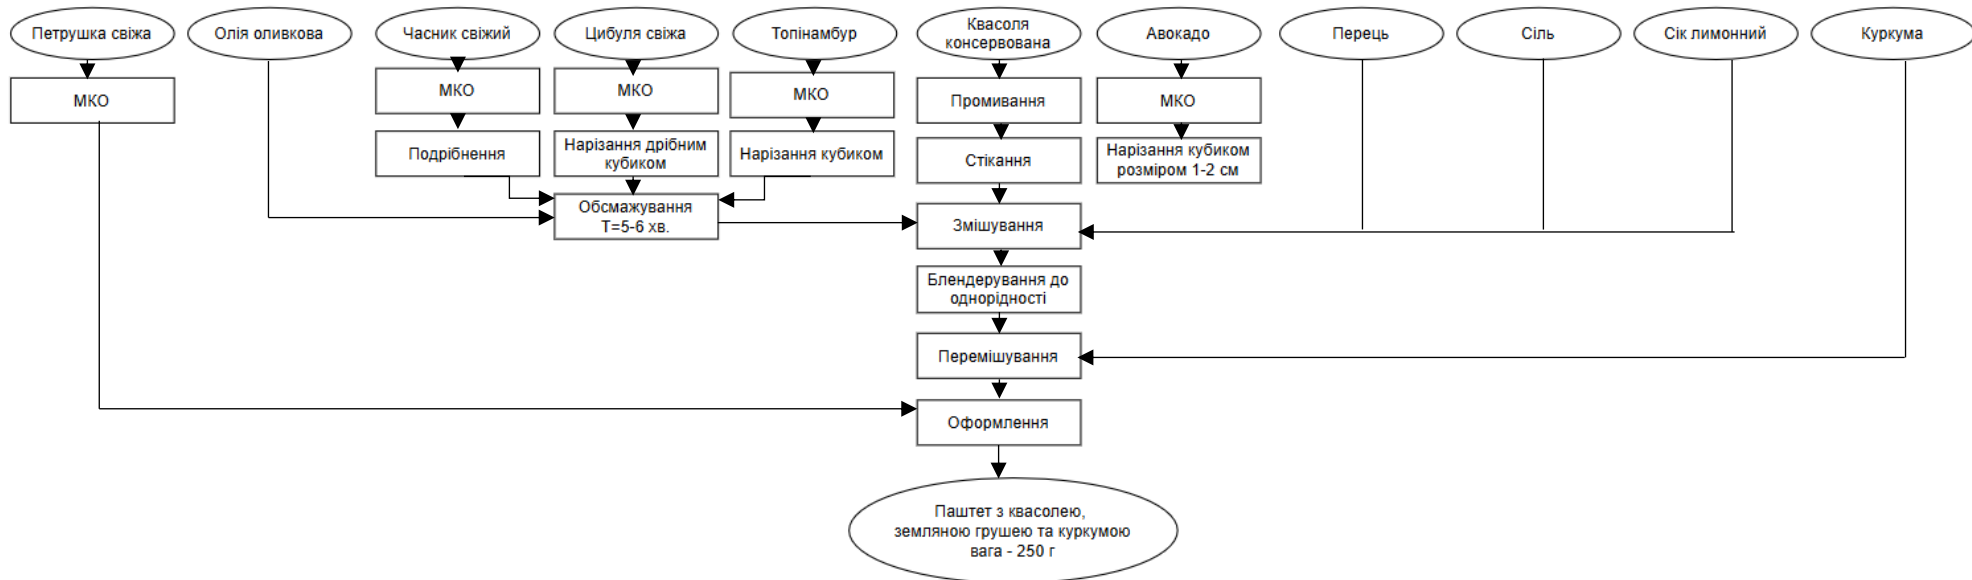 Петрушка свіжа
Олія оливкова
Часник свіжий
Цибуля свіжа
Топінамбур
Квасоля
консервована
Авокадо
Перець
Сіль
Сік лимонний
Куркума
МКО
МКО
МКО
МКО
Промивання
МКО
Подрібнення
Нарізання дрібним
кубиком
Нарізання кубиком
Стікання
Нарізання кубиком
розміром 1-2 см
Обсмажування
Т=5-6 хв.
Змішування
Блендерування до
однорідності
Перемішування
Оформлення
Паштет з квасолею,
земляною грушею та куркумою
вага - 250 г